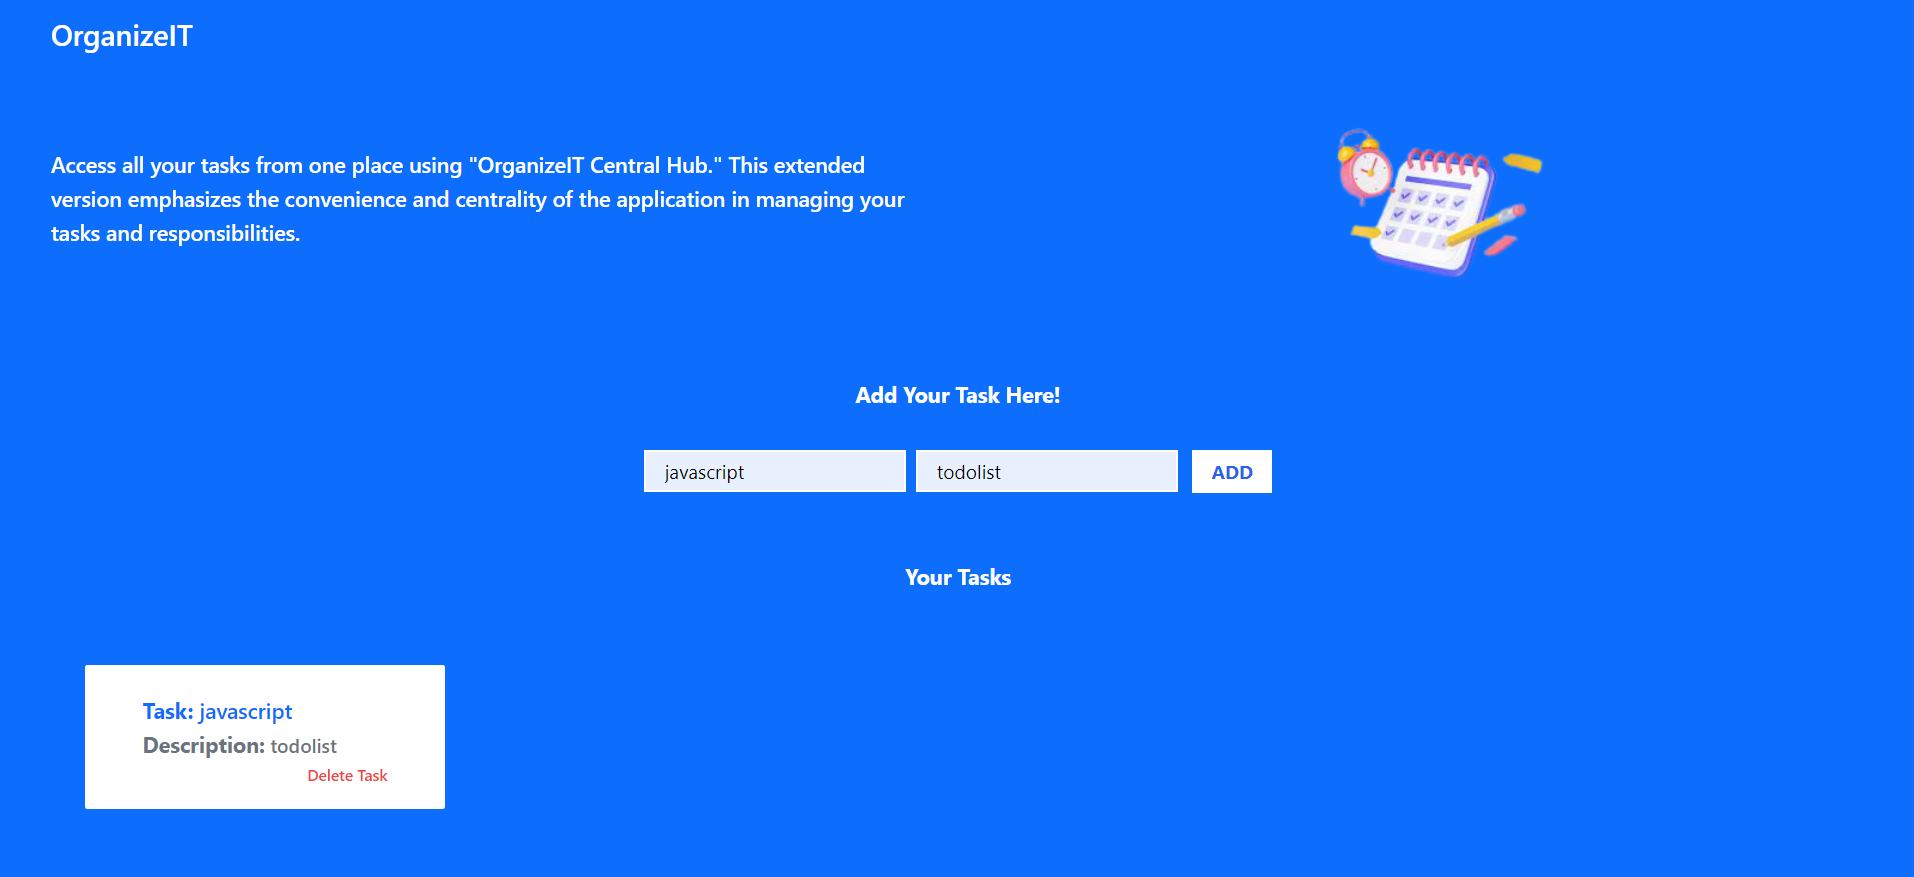 OrganizeIT
Access all your tasks from one place using "OrganizeIT Central Hub." This extended
version emphasizes the convenience and centrality of the application in managing your
tasks and responsibilities.
Add Your Task Here!
javascript todolist ADD
Your Tasks
Task: javascript
Description: todolist
Delete Task